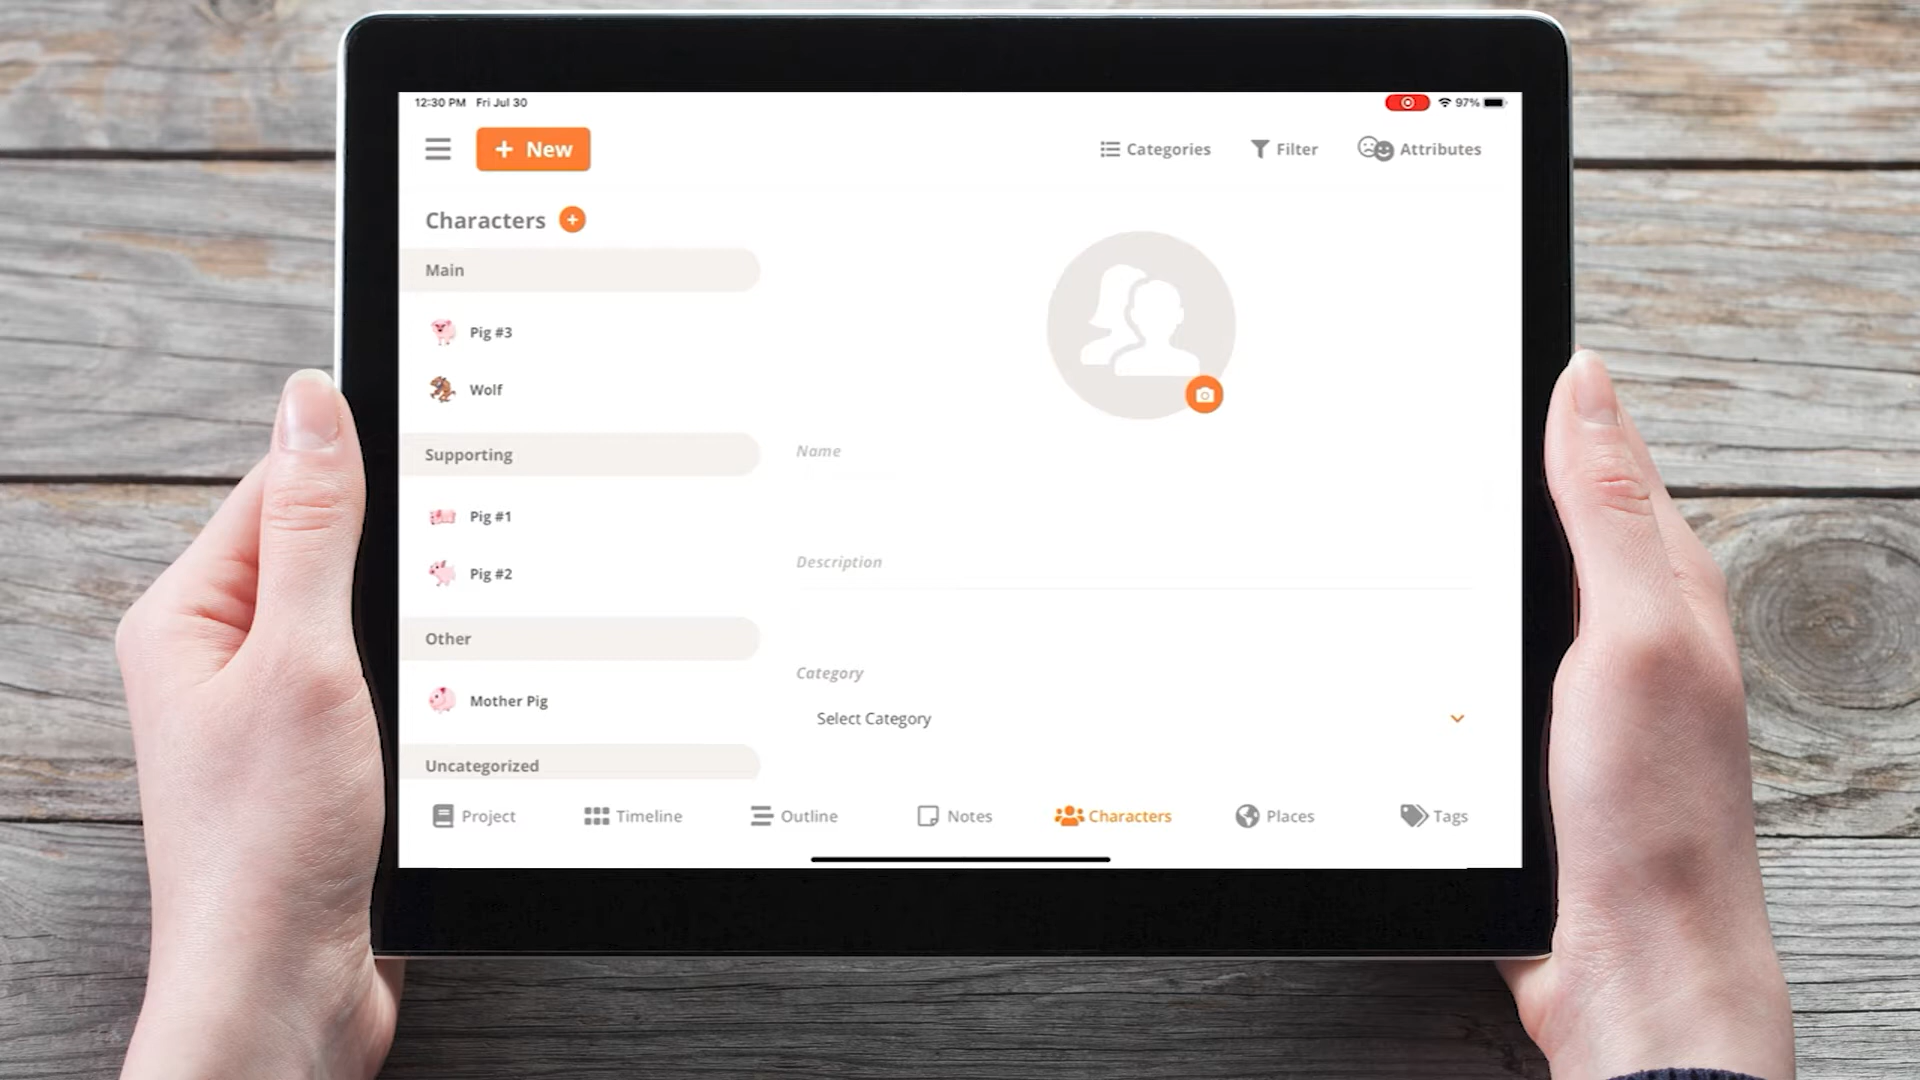 12:30 PM Fri Jul 30 97%
+ New Categories Filter Attributes
Characters +
Main
Pig #3
Wolf
Supporting
Pig #1
Pig #2
Other
Mother Pig
Uncategorized
Name
Description
Category
Select Category
Project Timeline Outline Notes Characters Places Tags